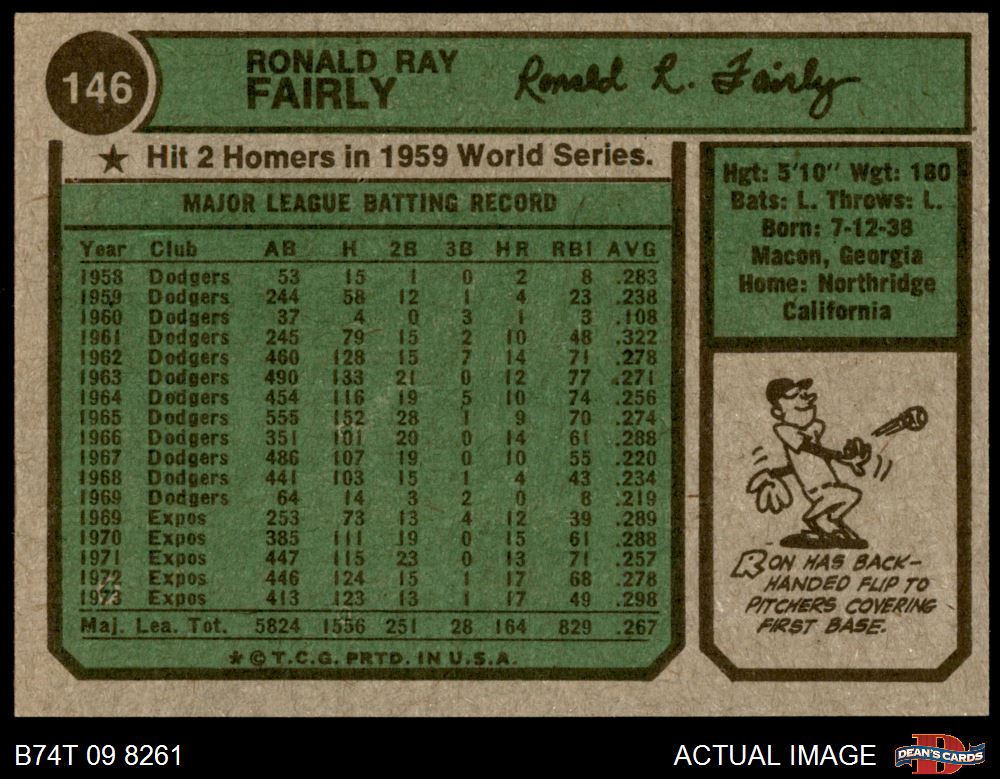 146
RONALD RAY
FAIRLY
Ronald R. Fairly
★ Hit 2 Homers in 1959 World Series.
MAJOR LEAGUE BATTING RECORD
Year Club AB H 2B 3B HR RBI AVG
1958 Dodgers 53 15 1 0 2 8 .283
1959 Dodgers 244 58 12 1 4 23 .238
1960 Dodgers 37 4 0 3 1 3 .108
1961 Dodgers 245 79 15 2 10 48 .322
1962 Dodgers 460 128 15 7 14 71 .278
1963 Dodgers 490 133 21 0 12 77 .271
1964 Dodgers 454 116 19 5 10 74 .256
1965 Dodgers 555 152 28 1 9 70 .274
1966 Dodgers 351 101 20 0 14 61 .288
1967 Dodgers 486 107 19 0 10 55 .220
1968 Dodgers 441 103 15 1 4 43 .234
1969 Dodgers 64 14 3 2 0 8 .219
1969 Expos 253 73 13 4 12 39 .289
1970 Expos 385 111 19 0 15 61 .288
1971 Expos 447 115 23 0 13 71 .257
1972 Expos 446 124 15 1 17 68 .278
1973 Expos 413 123 13 1 17 49 .298
Maj. Lea. Tot. 5824 1556 251 28 164 829 .267
★ © T.C.G. PRTD. IN U.S.A.
Hgt: 5'10" Wgt: 180
Bats: L. Throws: L.
Born: 7-12-38
Macon, Georgia
Home: Northridge
California
RON HAS BACK-
HANDED FLIP TO
PITCHERS COVERING
FIRST BASE.
B74T 09 8261
ACTUAL IMAGE
D
DEAN'S CARDS